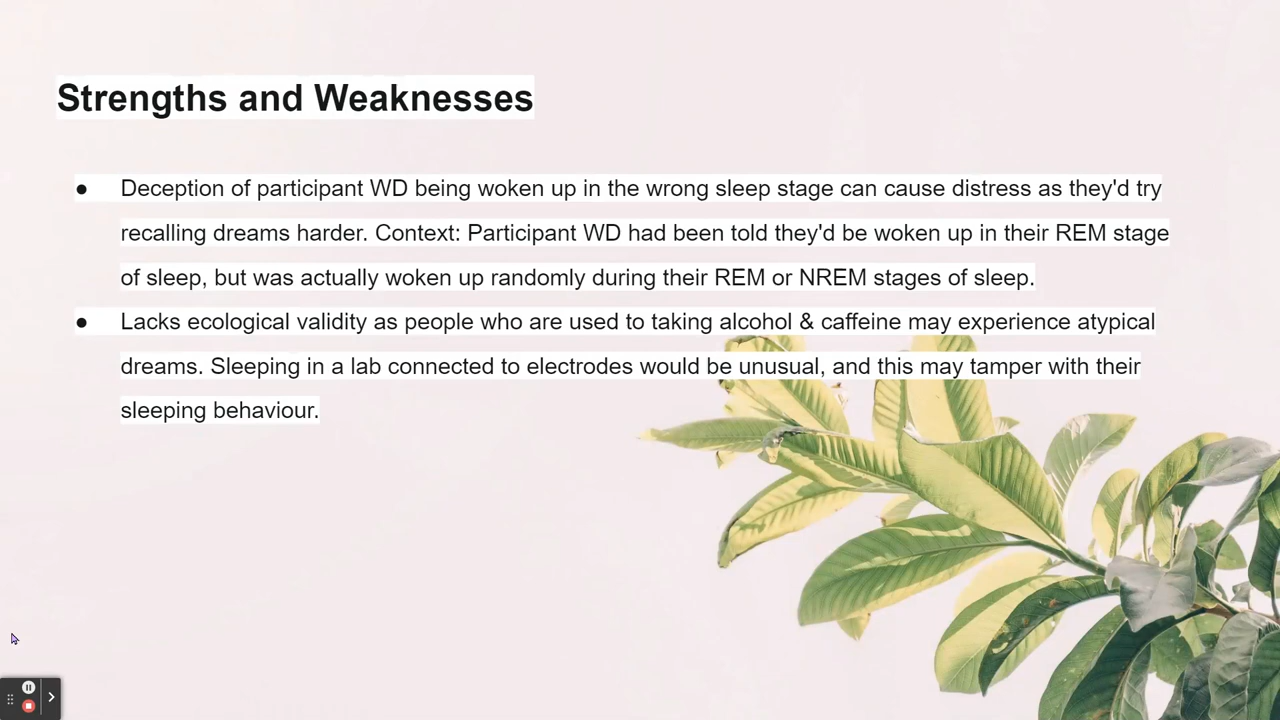 Strengths and Weaknesses
● Deception of participant WD being woken up in the wrong sleep stage can cause distress as they'd try
recalling dreams harder. Context: Participant WD had been told they'd be woken up in their REM stage
of sleep, but was actually woken up randomly during their REM or NREM stages of sleep.
● Lacks ecological validity as people who are used to taking alcohol & caffeine may experience atypical
dreams. Sleeping in a lab connected to electrodes would be unusual, and this may tamper with their
sleeping behaviour.